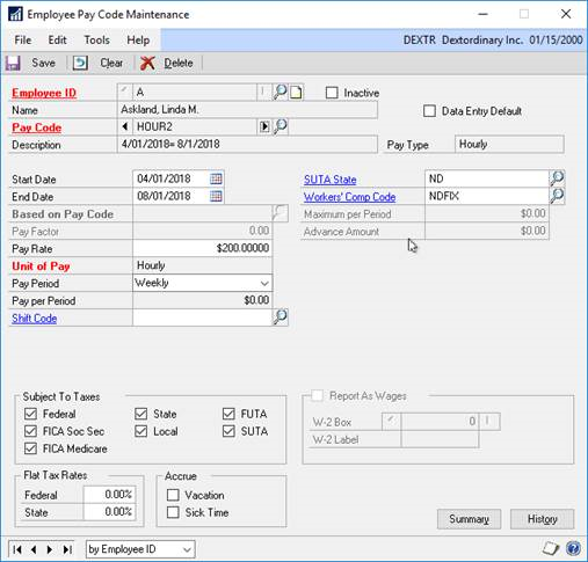 Employee Pay Code Maintenance
File Edit Tools Help DEXTR Dextordinary Inc. 01/15/2000
Save Clear Delete
Employee ID A Inactive
Name Askland, Linda M. Data Entry Default
Pay Code HOUR2
Description 4/01/2018= 8/1/2018 Pay Type Hourly
Start Date 04/01/2018 SUTA State ND
End Date 08/01/2018 Workers' Comp Code NDFIX
Based on Pay Code Maximum per Period $0.00
Pay Factor 0.00 Advance Amount $0.00
Pay Rate $200.00000
Unit of Pay Hourly
Pay Period Weekly
Pay per Period $0.00
Shift Code
Subject To Taxes Report As Wages
Federal State FUTA
W-2 Box 0
FICA Soc Sec Local SUTA
W-2 Label
FICA Medicare
Flat Tax Rates Accrue
Federal 0.00% Vacation
State 0.00% Sick Time
Summary History
by Employee ID